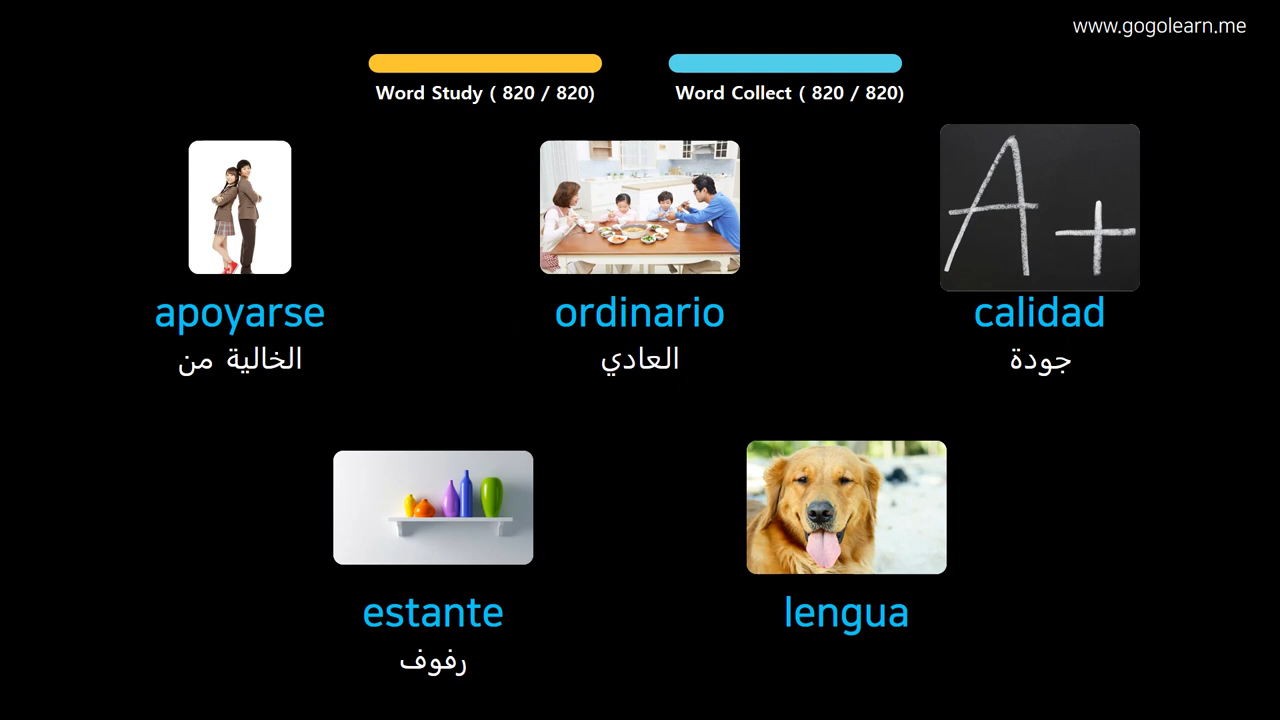 www.gogolearn.me
Word Study ( 820 / 820)
Word Collect ( 820 / 820)
A+
apoyarse
ordinario
calidad
الخالية من
العادي
جودة
estante
lengua
رفوف